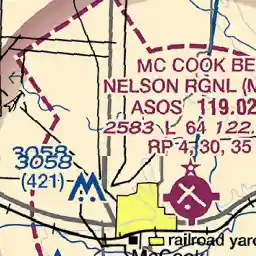 MC COOK BE
NELSON RGNL (M
ASOS 119.02
2583 L 64 122.
RP 4, 30, 35
3058
3058
(421)
railroad yard
McCook